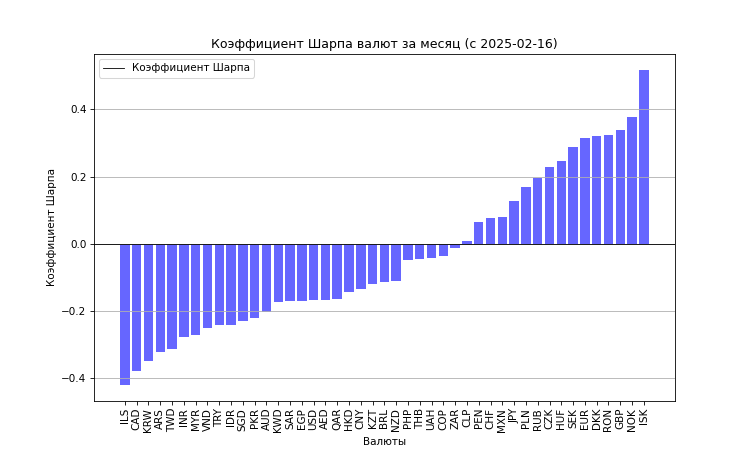 Коэффициент Шарпа валют за месяц (с 2025-02-16)
Коэффициент Шарпа
Коэффициент Шарпа
0.4
0.2
0.0
−0.2
−0.4
ILS CAD KRW ARS TWD INR MYR VND TRY IDR SGD PKR AUD KWD SAR EGP USD AED QAR HKD CNY KZT BRL NZD PHP THB UAH COP ZAR CLP PEN CHF MXN JPY PLN RUB CZK HUF SEK EUR DKK RON GBP NOK ISK
Валюты